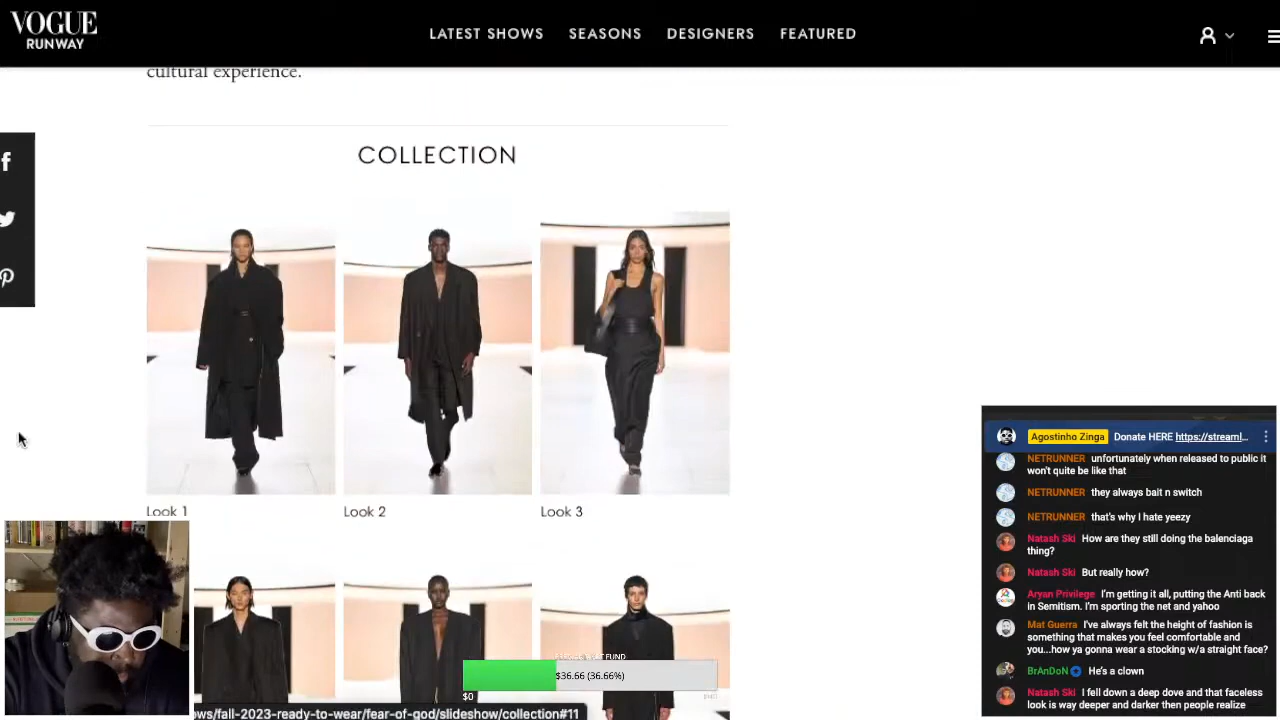 VOGUE
RUNWAY
LATEST SHOWS
SEASONS
DESIGNERS
FEATURED
cultural experience.
COLLECTION
Look 1
Look 2
Look 3
Agostinho Zinga Donate HERE https://streaml...
NETRUNNER unfortunately when released to public it
won't quite be like that
NETRUNNER they always bait n switch
NETRUNNER that's why I hate yeezy
Natash Ski How are they still doing the balenciaga
thing?
Natash Ski But really how?
Aryan Privilege I'm getting it all, putting the Anti back
in Semitism. I'm sporting the net and yahoo
Mat Guerra I've always felt the height of fashion is
something that makes you feel comfortable and
you...how ya gonna wear a stocking w/a straight face!
BrAnDoN He's a clown
Natash Ski I fell down a deep dove and that faceless
look is way deeper and darker then people realize
FUND
$36.66 (36.66%)
$0
ws/fall-2023-ready-to-wear/fear-of-god/slideshow/collection#11